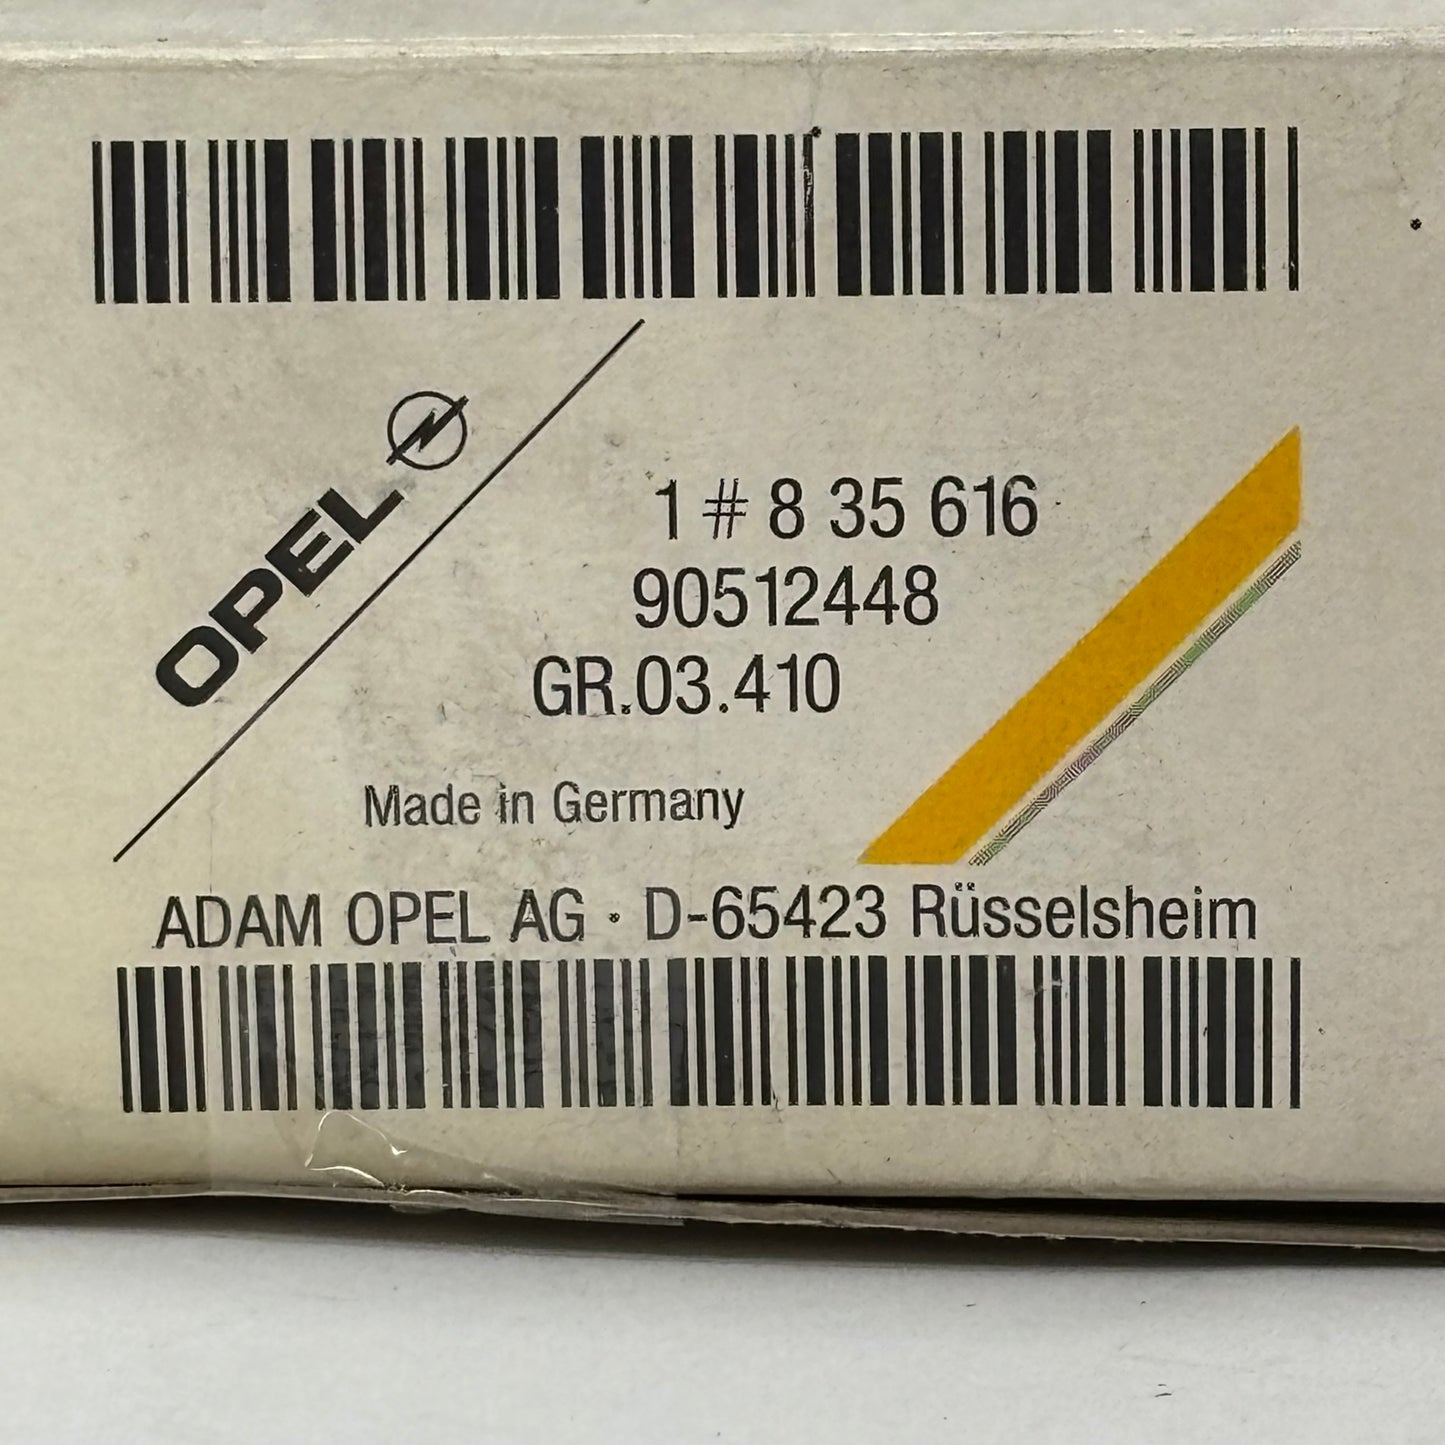 OPEL
1 # 8 35 616
90512448
GR.03.410
Made in Germany
ADAM OPEL AG · D-65423 Rüsselsheim